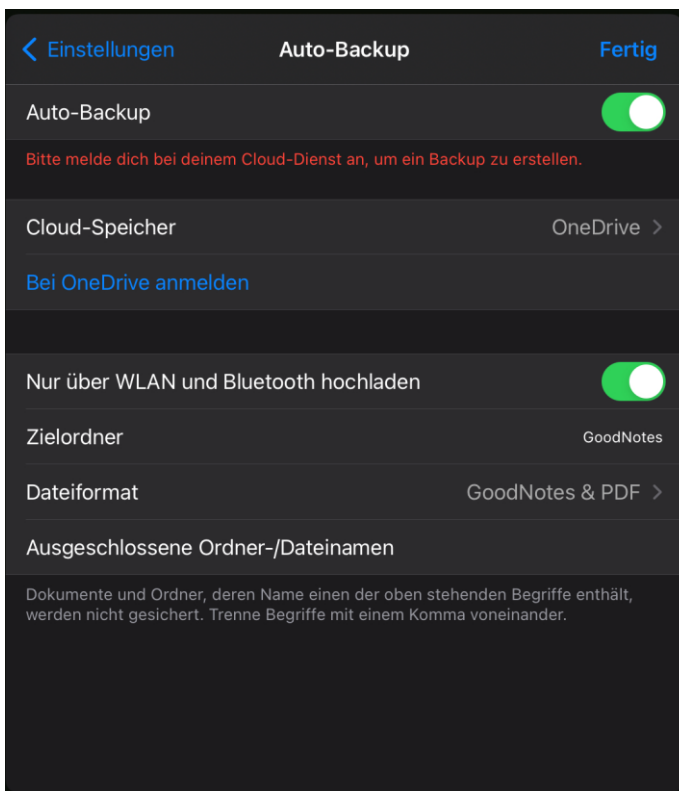 Einstellungen Auto-Backup Fertig
Auto-Backup
Bitte melde dich bei deinem Cloud-Dienst an, um ein Backup zu erstellen.
Cloud-Speicher OneDrive
Bei OneDrive anmelden
Nur über WLAN und Bluetooth hochladen
Zielordner GoodNotes
Dateiformat GoodNotes & PDF
Ausgeschlossene Ordner-/Dateinamen
Dokumente und Ordner, deren Name einen der oben stehenden Begriffe enthält,
werden nicht gesichert. Trenne Begriffe mit einem Komma voneinander.